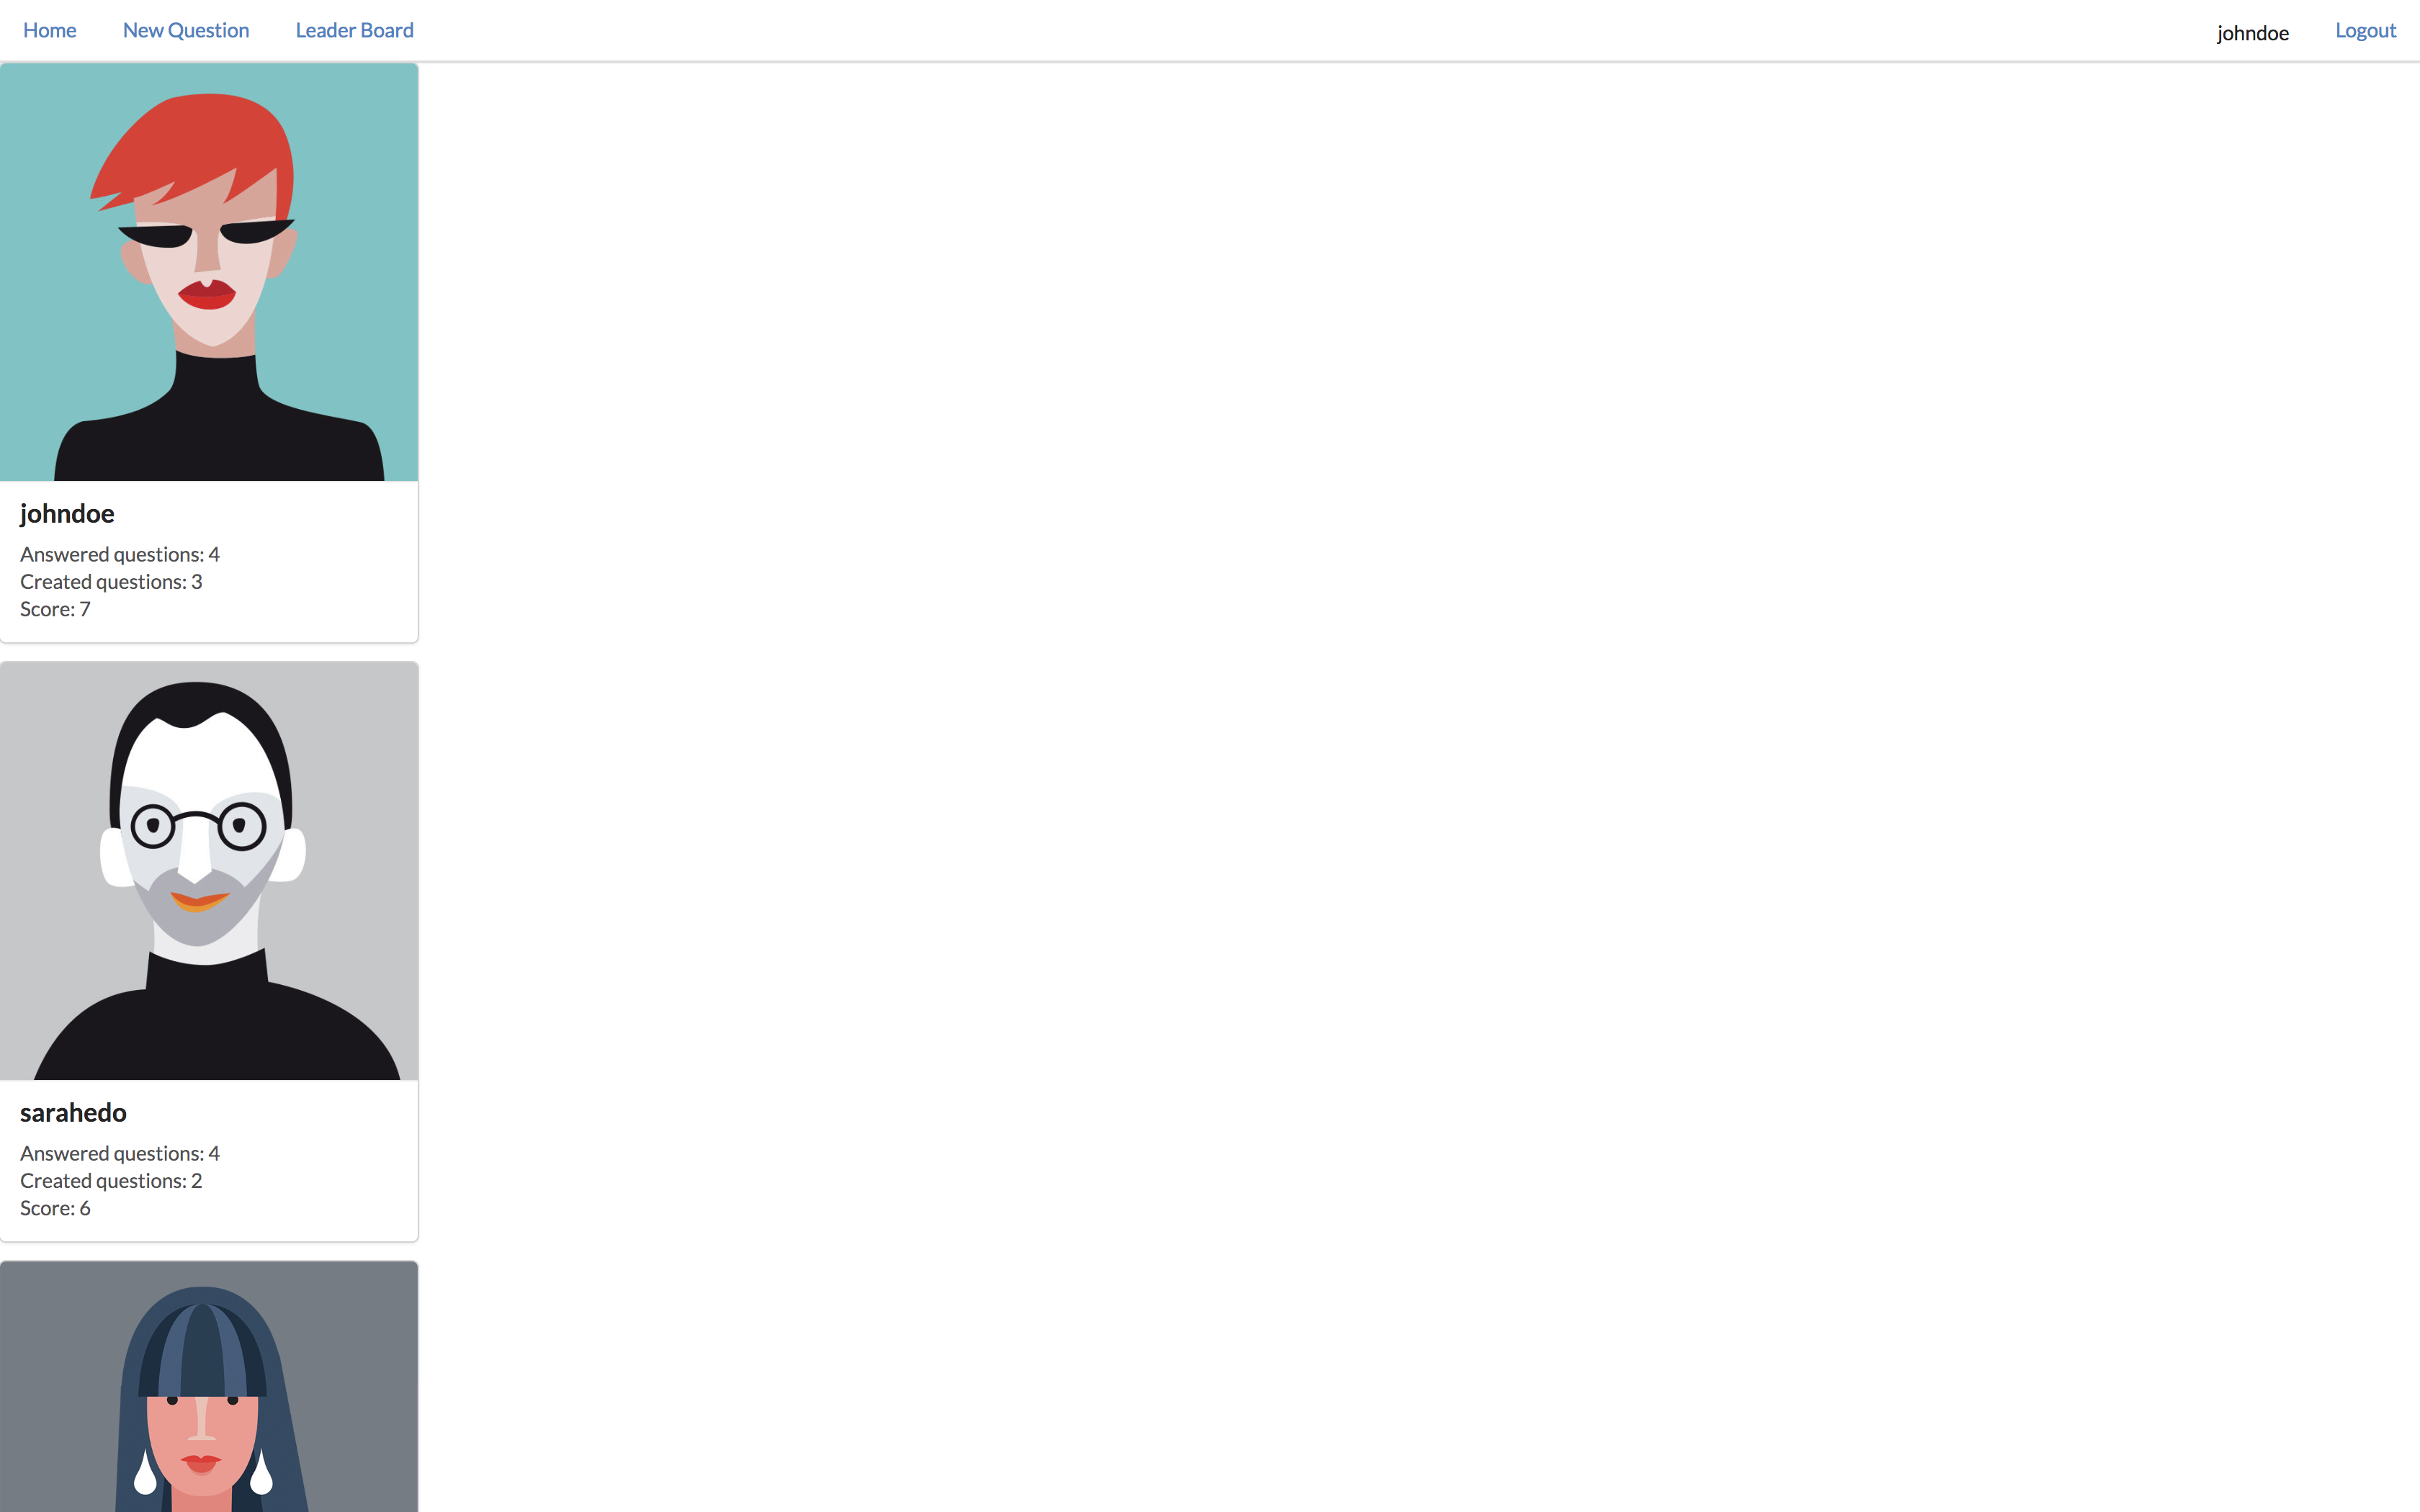 Home New Question Leader Board johndoe Logout
johndoe
Answered questions: 4
Created questions: 3
Score: 7
sarahedo
Answered questions: 4
Created questions: 2
Score: 6